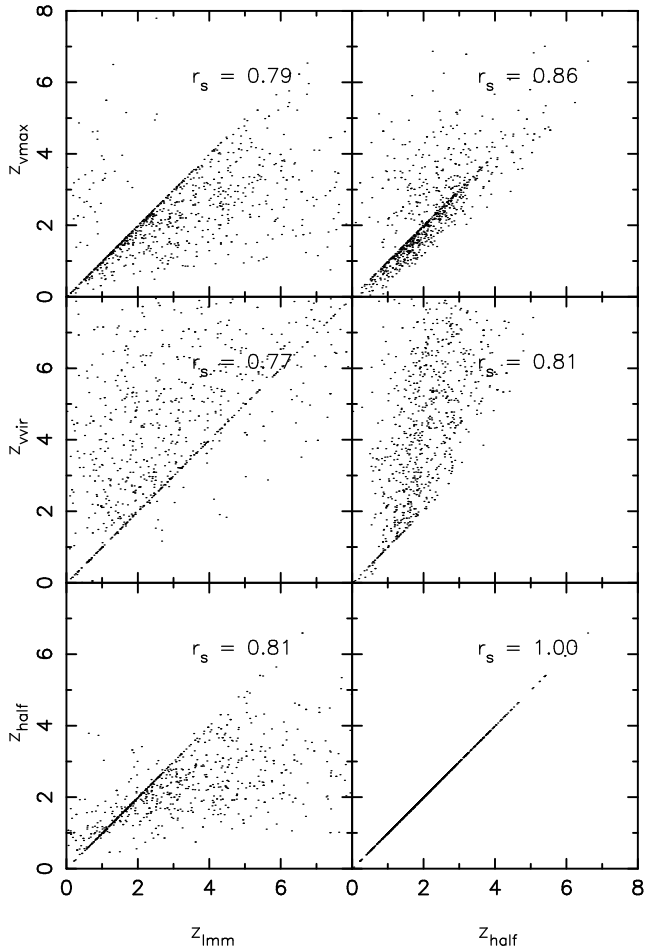 8
6
4
2
0
z_vmax
r_s = 0.79
r_s = 0.86
6
4
2
0
z_vvir
r_s = 0.77
r_s = 0.81
6
4
2
0
z_half
r_s = 0.81
r_s = 1.00
0 2 4 6 0 2 4 6 8
z_lmm z_half